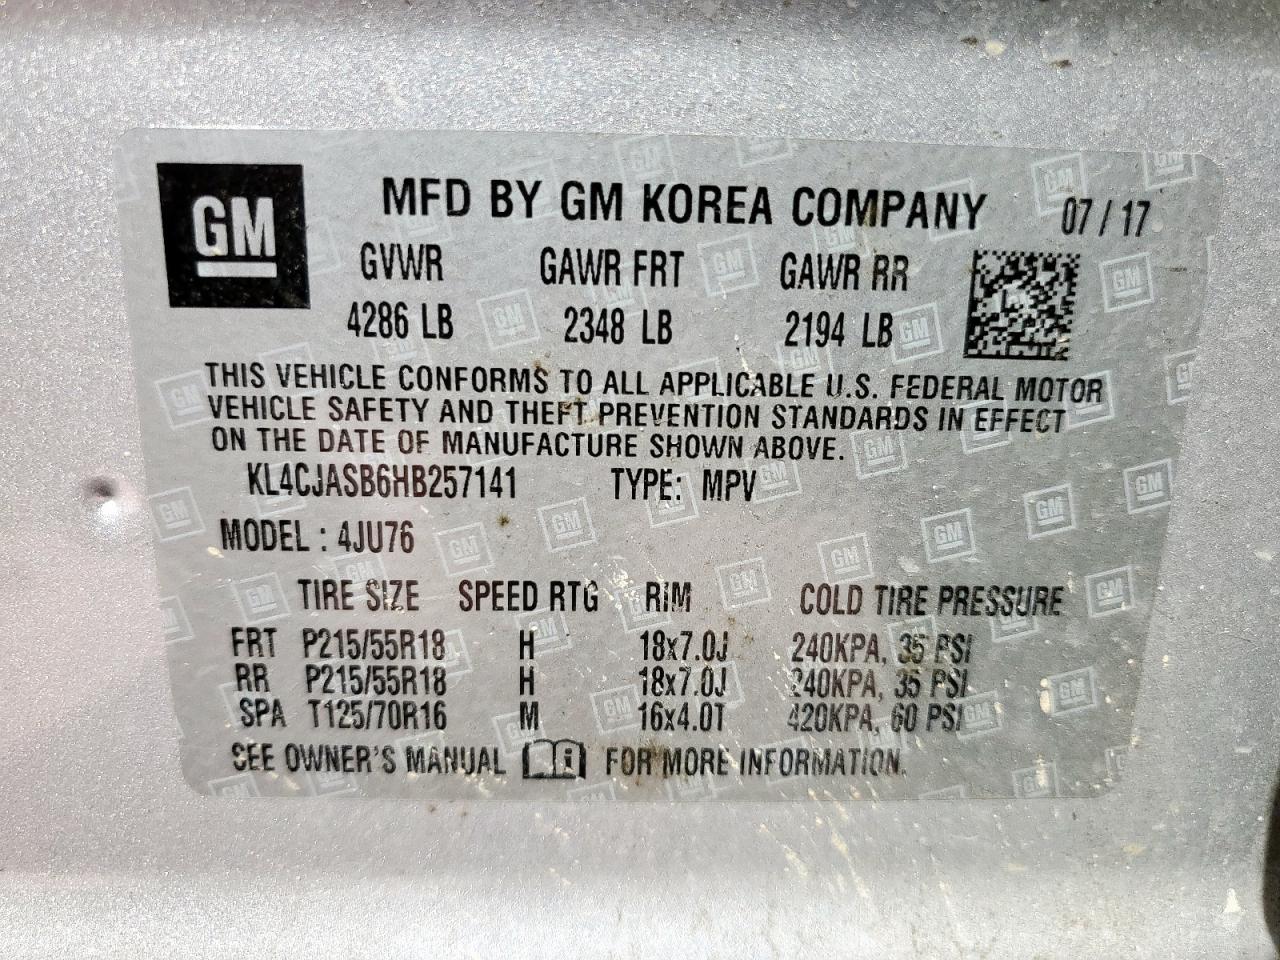 GM
MFD BY GM KOREA COMPANY 07/17
GVWR GAWR FRT GAWR RR
4286 LB 2348 LB 2194 LB
THIS VEHICLE CONFORMS TO ALL APPLICABLE U.S. FEDERAL MOTOR
VEHICLE SAFETY AND THEFT PREVENTION STANDARDS IN EFFECT
ON THE DATE OF MANUFACTURE SHOWN ABOVE.
KL4CJASB6HB257141 TYPE: MPV
MODEL : 4JU76
TIRE SIZE SPEED RTG RIM COLD TIRE PRESSURE
FRT P215/55R18 H 18x7.0J 240KPA, 35 PSI
RR P215/55R18 H 18x7.0J 240KPA, 35 PSI
SPA T125/70R16 M 16x4.0T 420KPA, 60 PSI
SEE OWNER'S MANUAL FOR MORE INFORMATION.